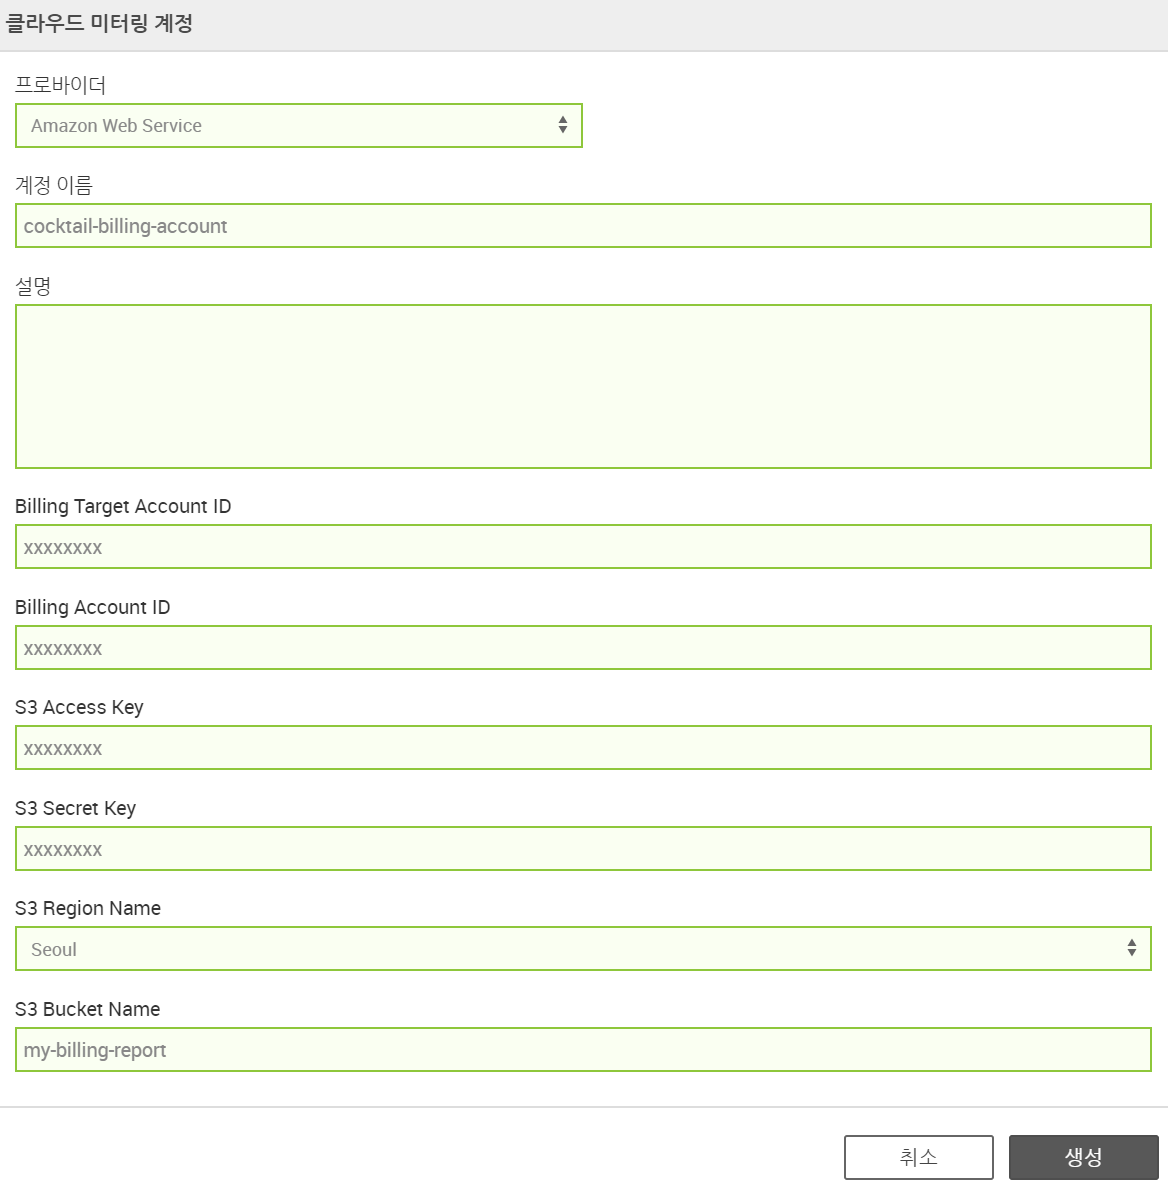 클라우드 미터링 계정
프로바이더
Amazon Web Service
계정 이름
cocktail-billing-account
설명
Billing Target Account ID
xxxxxxxx
Billing Account ID
xxxxxxxx
S3 Access Key
xxxxxxxx
S3 Secret Key
xxxxxxxx
S3 Region Name
Seoul
S3 Bucket Name
my-billing-report
취소
생성